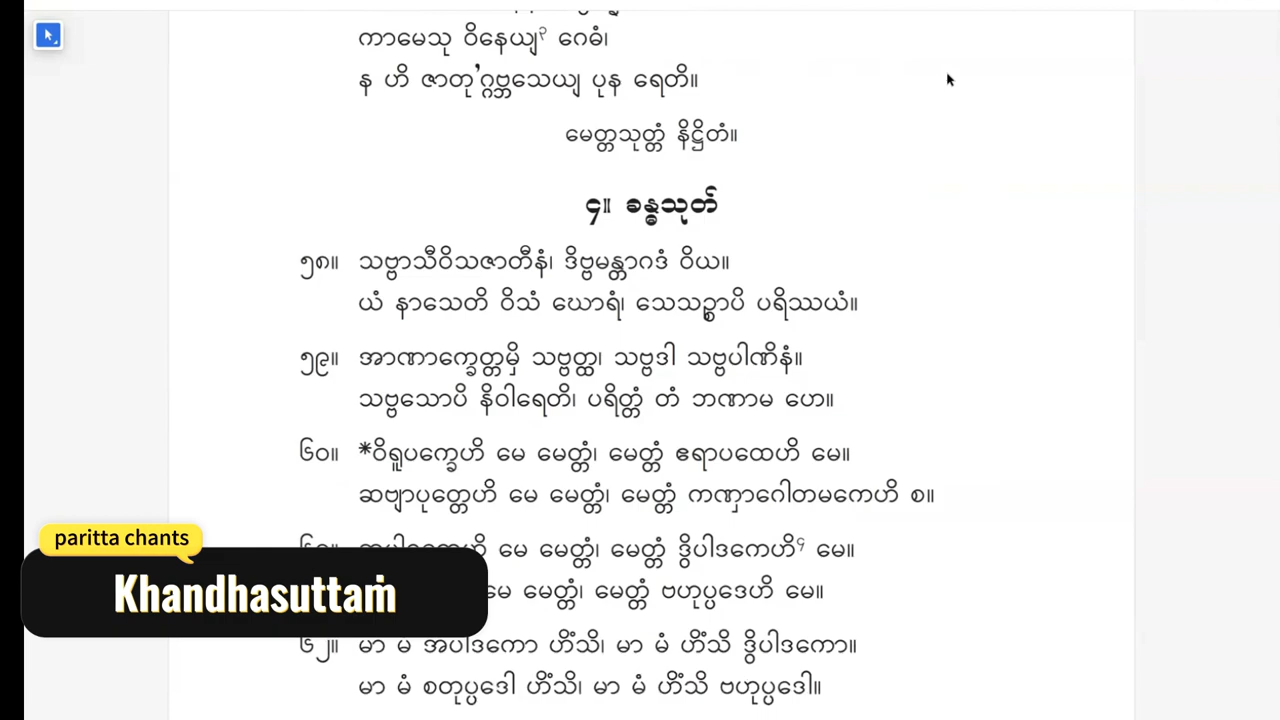 ကာမေသု ဝိနေယျ၃ ဂေဓံ၊
န ဟိ ဇာတု’ဂ္ဂဗ္ဘသေယျ ပုန ရေတိ။
မေတ္တသုတ္တံ နိဋ္ဌိတံ။
၄။ ခန္ဓသုတ်
၅၈။ သဗ္ဗာသီဝိသဇာတီနံ၊ ဒိဗ္ဗမန္တာဂဒံ ဝိယ။
ယံ နာသေတိ ဝိသံ ဃောရံ၊ သေသဉ္စာပိ ပရိဿယံ။
၅၉။ အာဏာက္ခေတ္တမှိ သဗ္ဗတ္ထ၊ သဗ္ဗဒါ သဗ္ဗပါဏိနံ။
သဗ္ဗသောပိ နိဝါရေတိ၊ ပရိတ္တံ တံ ဘဏာမ ဟေ။
၆၀။ *ဝိရူပက္ခေဟိ မေ မေတ္တံ၊ မေတ္တံ ဧရာပထေဟိ မေ။
ဆဗျာပုတ္တေဟိ မေ မေတ္တံ၊ မေတ္တံ ကဏှာဂေါတမကေဟိ စ။
မေ မေတ္တံ၊ မေတ္တံ ဒွိပါဒကေဟိ၄ မေ။
မေ မေတ္တံ၊ မေတ္တံ ဗဟုပ္ပဒေဟိ မေ။
၆၂။ မာ မံ အပါဒကော ဟိံသိ၊ မာ မံ ဟိံသိ ဒွိပါဒကော။
မာ မံ စတုပ္ပဒေါ ဟိံသိ၊ မာ မံ ဟိံသိ ဗဟုပ္ပဒေါ။
paritta chants
Khandhasuttaṁ